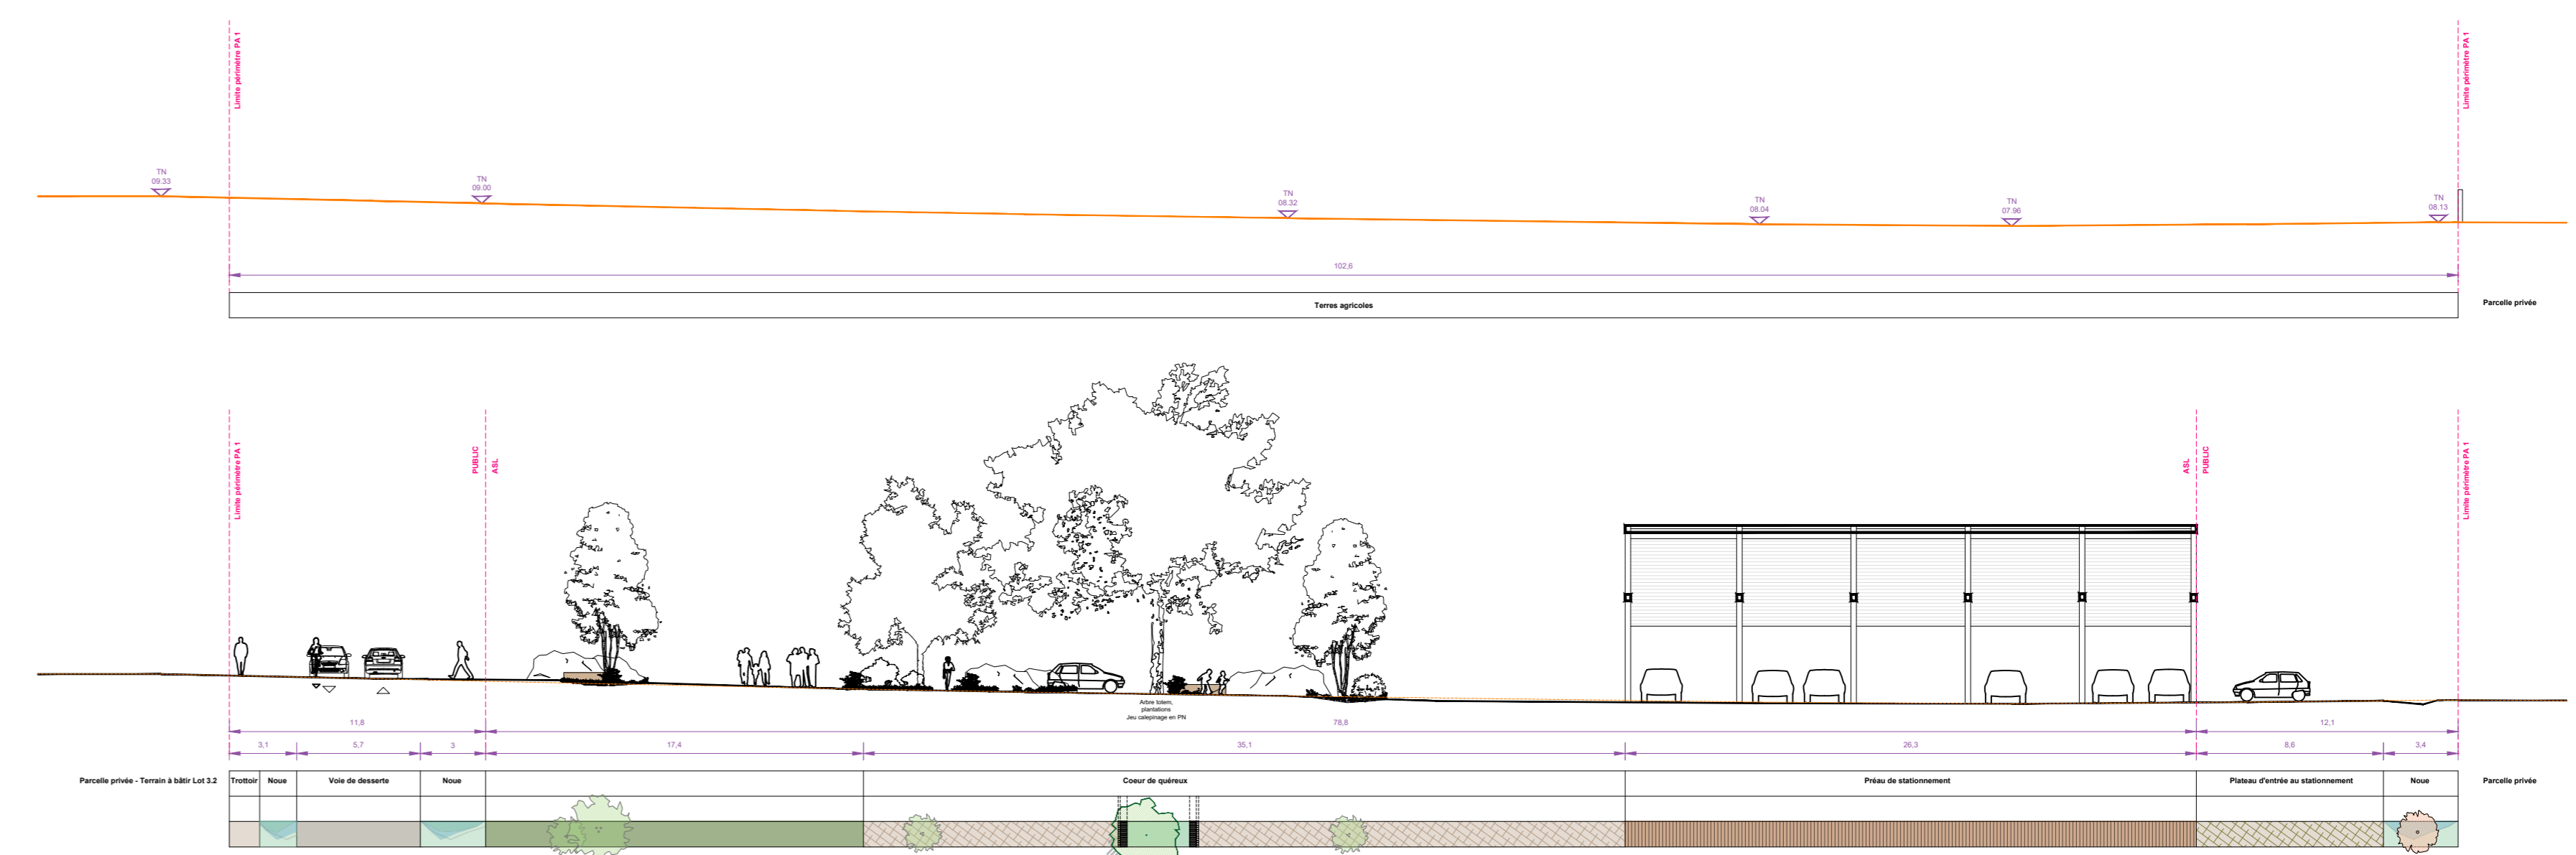 Limite périmètre PA 1
Limite périmètre PA 1
TN
09.33
TN
09.00
TN
08.32
TN
08.04
TN
07.96
TN
08.13
102,6
Terres agricoles
Parcelle privée
Limite périmètre PA 1
PUBLIC
ASL
ASL
PUBLIC
Limite périmètre PA 1
Arbre totem,
plantations
Jeu calepinage en PN
11,8
78,8
12,1
3,1
5,7
3
17,4
35,1
26,3
8,6
3,4
Parcelle privée - Terrain à bâtir Lot 3.2
Trottoir
Noue
Voie de desserte
Noue
Coeur de quéreux
Préau de stationnement
Plateau d'entrée au stationnement
Noue
Parcelle privée